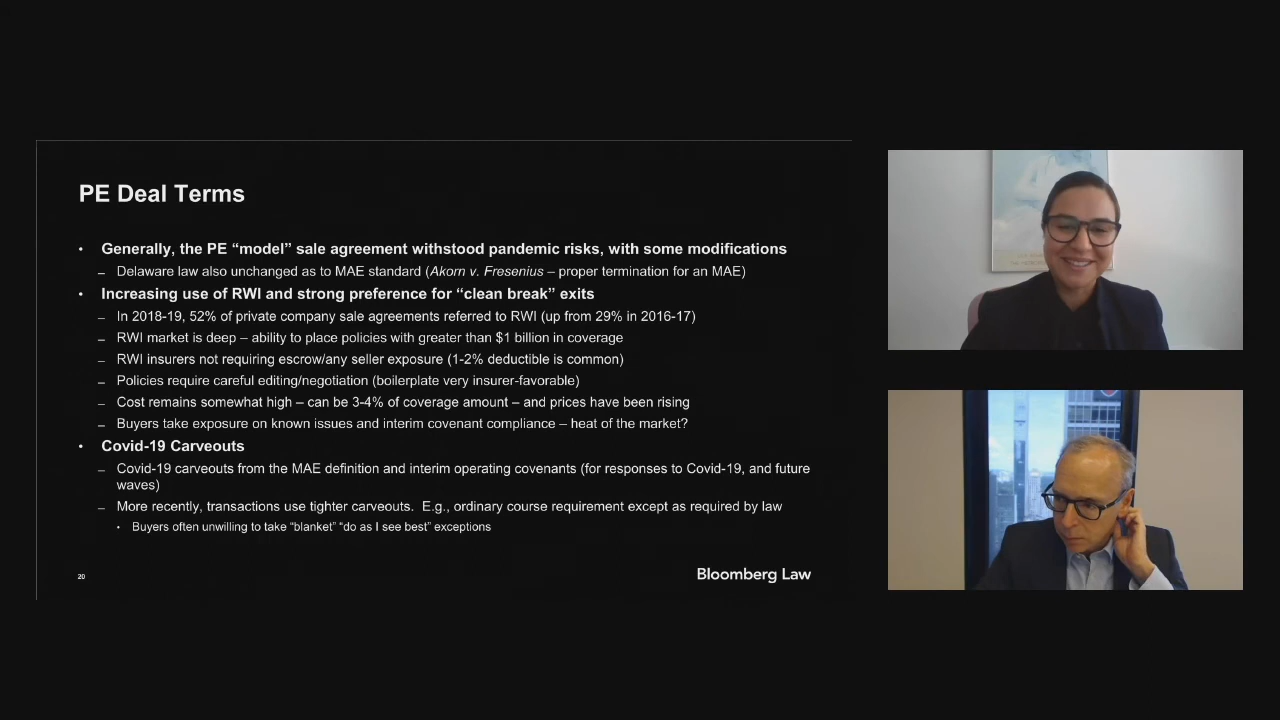 PE Deal Terms
• Generally, the PE “model” sale agreement withstood pandemic risks, with some modifications
– Delaware law also unchanged as to MAE standard (Akorn v. Fresenius – proper termination for an MAE)
• Increasing use of RWI and strong preference for “clean break” exits
– In 2018-19, 52% of private company sale agreements referred to RWI (up from 29% in 2016-17)
– RWI market is deep – ability to place policies with greater than $1 billion in coverage
– RWI insurers not requiring escrow/any seller exposure (1-2% deductible is common)
– Policies require careful editing/negotiation (boilerplate very insurer-favorable)
– Cost remains somewhat high – can be 3-4% of coverage amount – and prices have been rising
– Buyers take exposure on known issues and interim covenant compliance – heat of the market?
• Covid-19 Carveouts
– Covid-19 carveouts from the MAE definition and interim operating covenants (for responses to Covid-19, and future
waves)
– More recently, transactions use tighter carveouts.  E.g., ordinary course requirement except as required by law
• Buyers often unwilling to take “blanket” “do as I see best” exceptions
20
Bloomberg Law